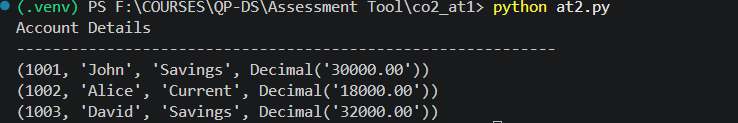 (.venv) PS F:\COURSES\QP-DS\Assessment Tool\co2_at1> python at2.py
Account Details
------------------------------------------------------------
(1001, 'John', 'Savings', Decimal('30000.00'))
(1002, 'Alice', 'Current', Decimal('18000.00'))
(1003, 'David', 'Savings', Decimal('32000.00'))